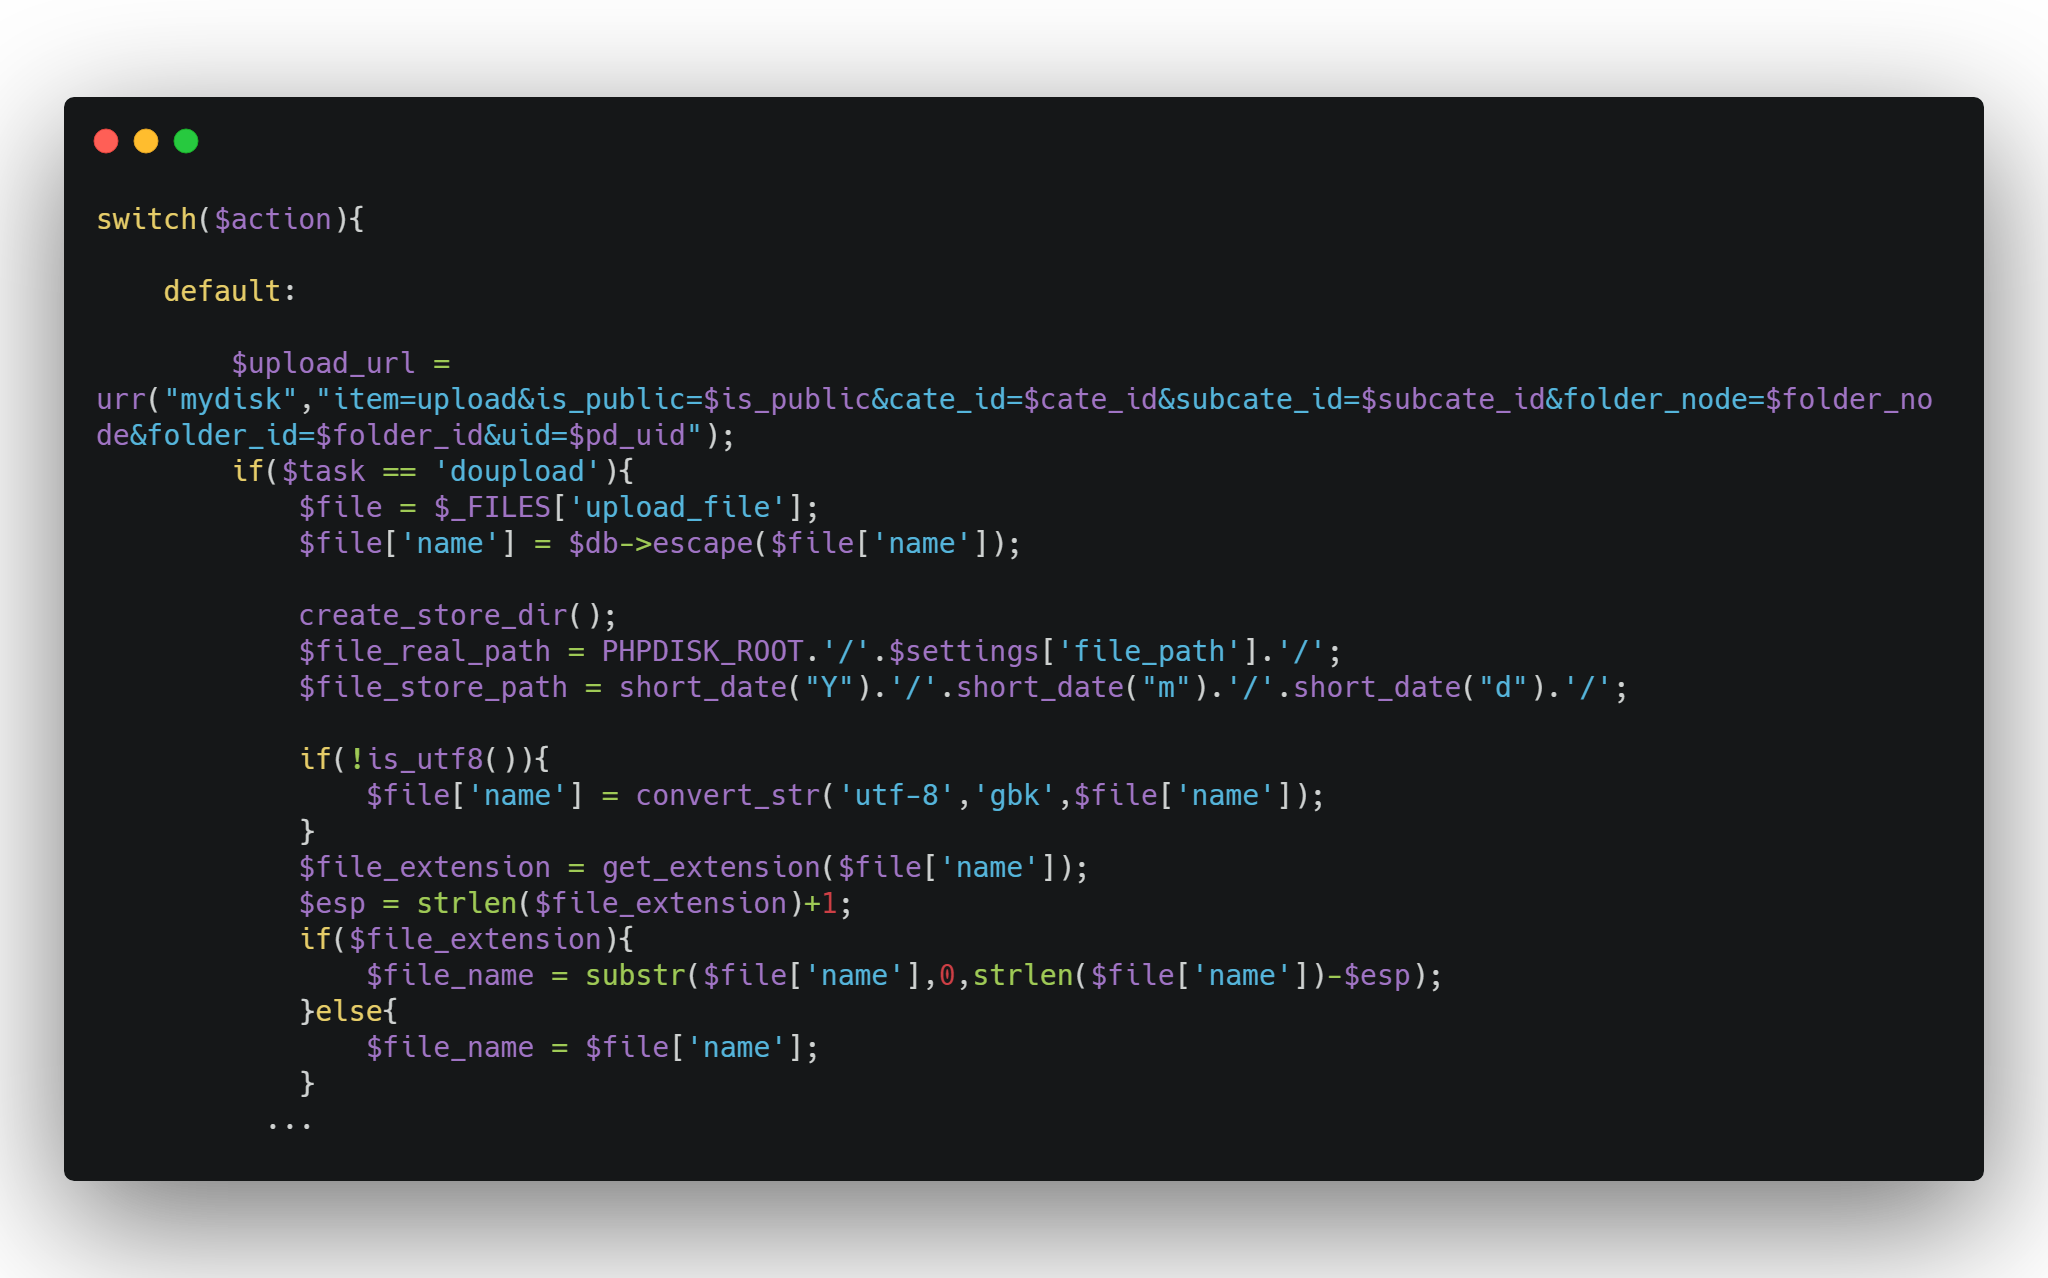 switch($action){

    default:

        $upload_url =
urr("mydisk","item=upload&is_public=$is_public&cate_id=$cate_id&subcate_id=$subcate_id&folder_node=$folder_no
de&folder_id=$folder_id&uid=$pd_uid");
        if($task == 'doupload'){
            $file = $_FILES['upload_file'];
            $file['name'] = $db->escape($file['name']);

            create_store_dir();
            $file_real_path = PHPDISK_ROOT.'/'.$settings['file_path'].'/';
            $file_store_path = short_date("Y").'/'.short_date("m").'/'.short_date("d").'/';

            if(!is_utf8()){
                $file['name'] = convert_str('utf-8','gbk',$file['name']);
            }
            $file_extension = get_extension($file['name']);
            $esp = strlen($file_extension)+1;
            if($file_extension){
                $file_name = substr($file['name'],0,strlen($file['name'])-$esp);
            }else{
                $file_name = $file['name'];
            }
          ...